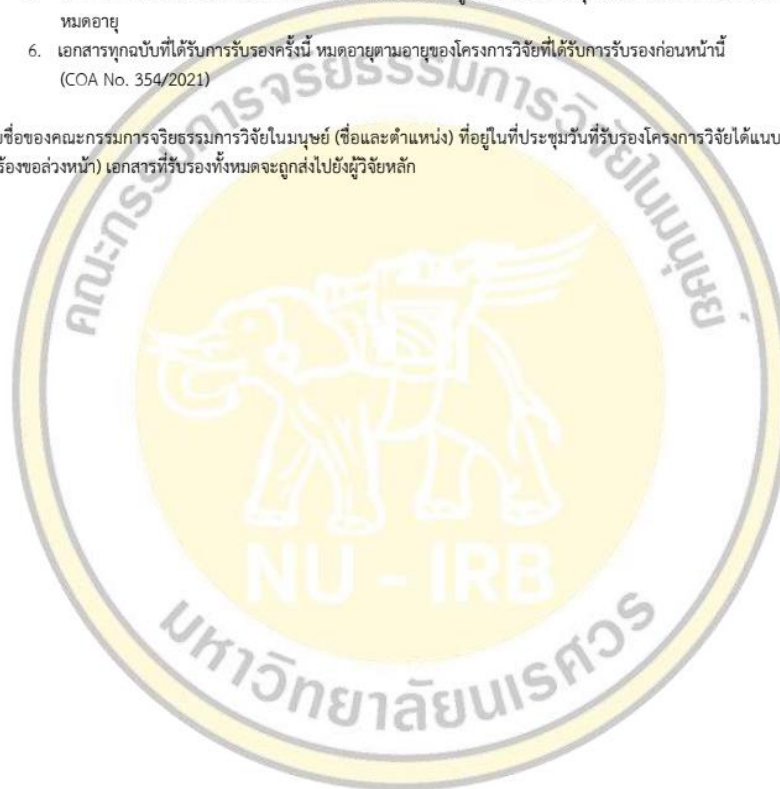 หมดอายุ
6. เอกสารทุกฉบับที่ได้รับการรับรองครั้งนี้ หมดอายุตามอายุของโครงการวิจัยที่ได้รับการรับรองก่อนหน้านี้
(COA No. 354/2021)
ชื่อของคณะกรรมการจริยธรรมการวิจัยในมนุษย์ (ชื่อและตำแหน่ง) ที่อยู่ในที่ประชุมวันที่รับรองโครงการวิจัยได้แนบ
ร้องขอล่วงหน้า) เอกสารที่รับรองทั้งหมดจะถูกส่งไปยังผู้วิจัยหลัก
คณะกรรมการจริยธรรมการวิจัยในมนุษย์
NU - IRB
มหาวิทยาลัยนเรศวร